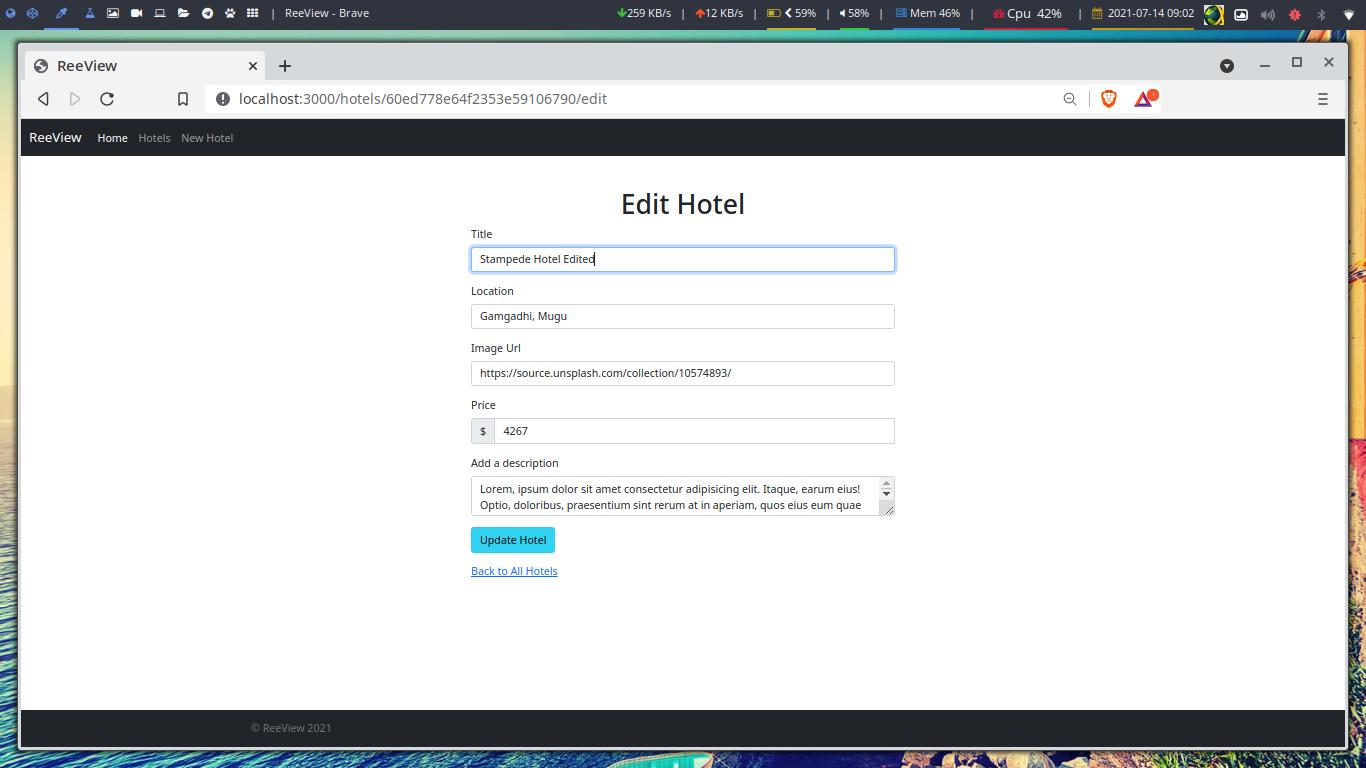 ReeView - Brave
259 KB/s | 12 KB/s | 59% | 58% | Mem 46% | Cpu 42% | 2021-07-14 09:02
ReeView
localhost:3000/hotels/60ed778e64f2353e59106790/edit
1
ReeView Home Hotels New Hotel
Edit Hotel
Title
Stampede Hotel Edited
Location
Gamgadhi, Mugu
Image Url
https://source.unsplash.com/collection/10574893/
Price
$ 4267
Add a description
Lorem, ipsum dolor sit amet consectetur adipisicing elit. Itaque, earum eius!
Optio, doloribus, praesentium sint rerum at in aperiam, quos eius eum quae
Update Hotel
Back to All Hotels
© ReeView 2021